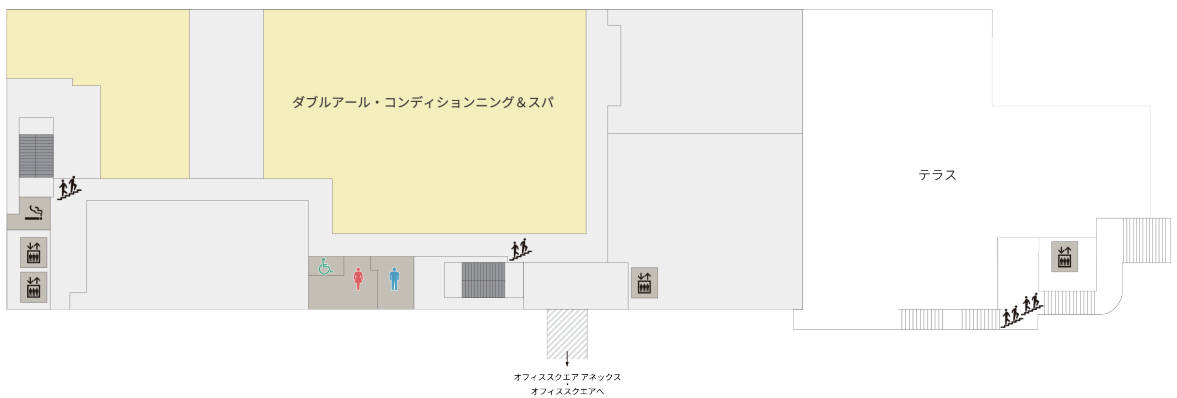 ダブルアール・コンディションニング＆スパ
テラス
オフィススクエア アネックス
・
オフィススクエアへ